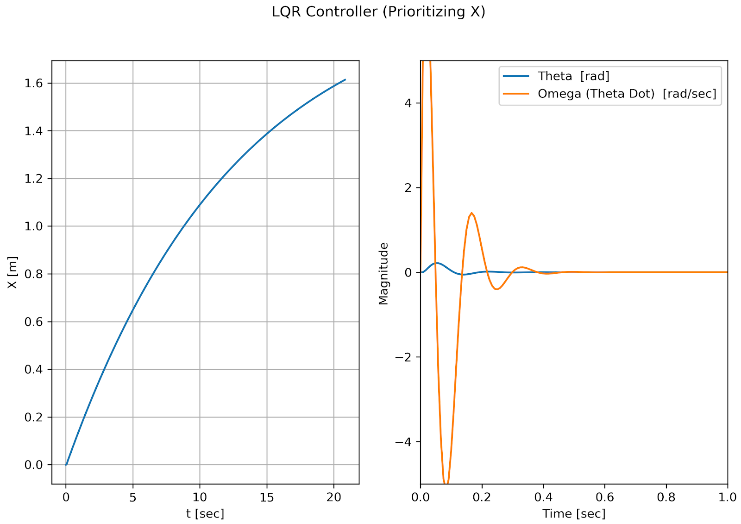 LQR Controller (Prioritizing X)
X [m]
1.6
1.4
1.2
1.0
0.8
0.6
0.4
0.2
0.0
0 5 10 15 20
t [sec]
Theta [rad]
Omega (Theta Dot) [rad/sec]
Magnitude
4
2
0
−2
−4
0.0 0.2 0.4 0.6 0.8 1.0
Time [sec]